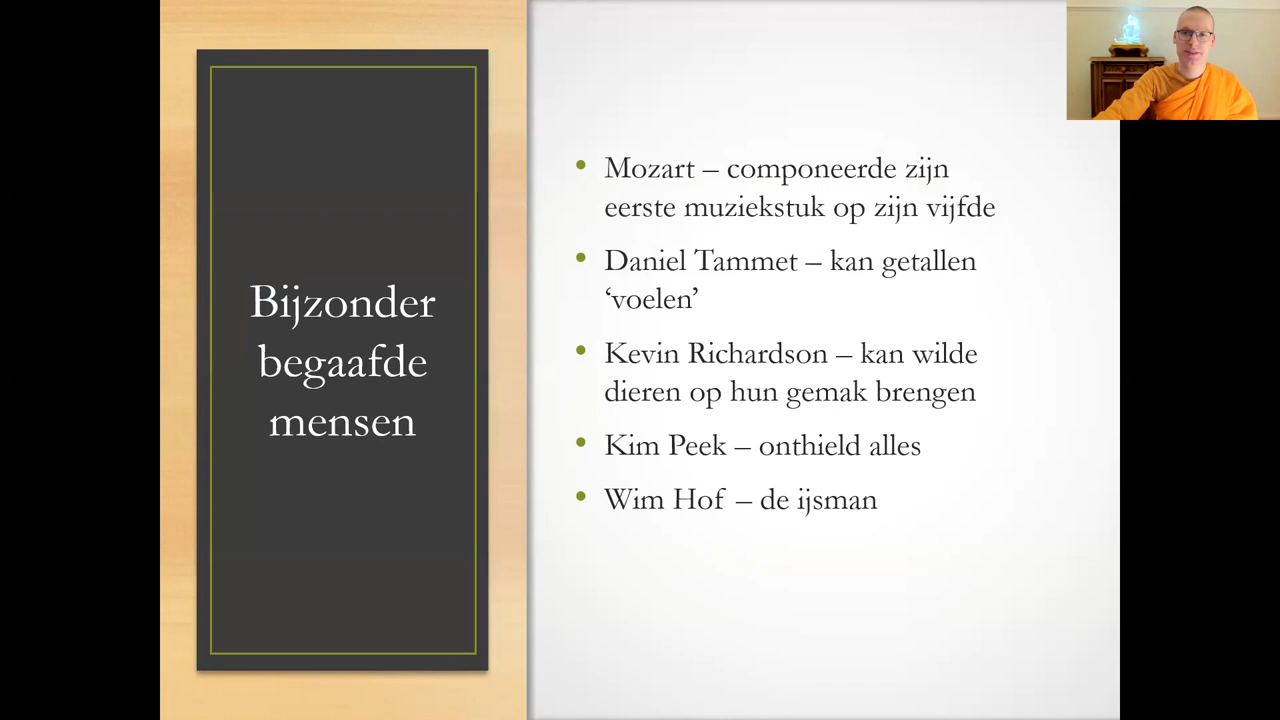 Bijzonder
begaafde
mensen
• Mozart – componeerde zijn
eerste muziekstuk op zijn vijfde
• Daniel Tammet – kan getallen
‘voelen’
• Kevin Richardson – kan wilde
dieren op hun gemak brengen
• Kim Peek – onthield alles
• Wim Hof – de ijsman